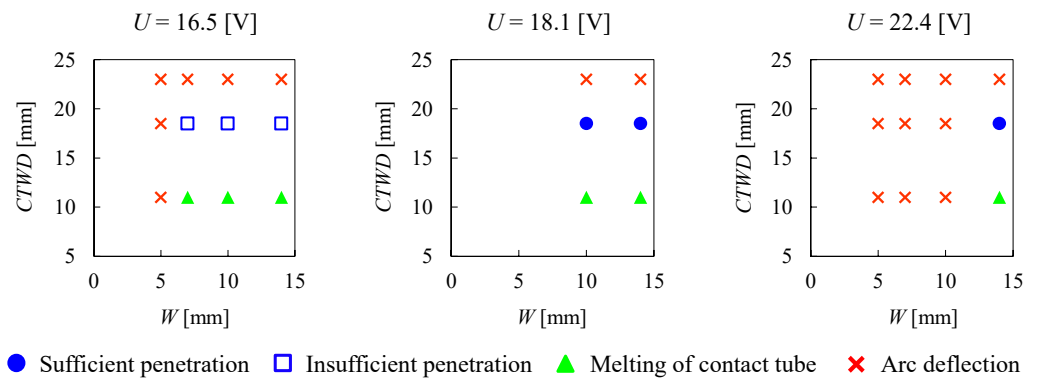 U = 16.5 [V]
U = 18.1 [V]
U = 22.4 [V]
25
20
15
10
5
0
5
10
15
CTWD [mm]
W [mm]
25
20
15
10
5
0
5
10
15
CTWD [mm]
W [mm]
25
20
15
10
5
0
5
10
15
CTWD [mm]
W [mm]
Sufficient penetration
Insufficient penetration
Melting of contact tube
Arc deflection